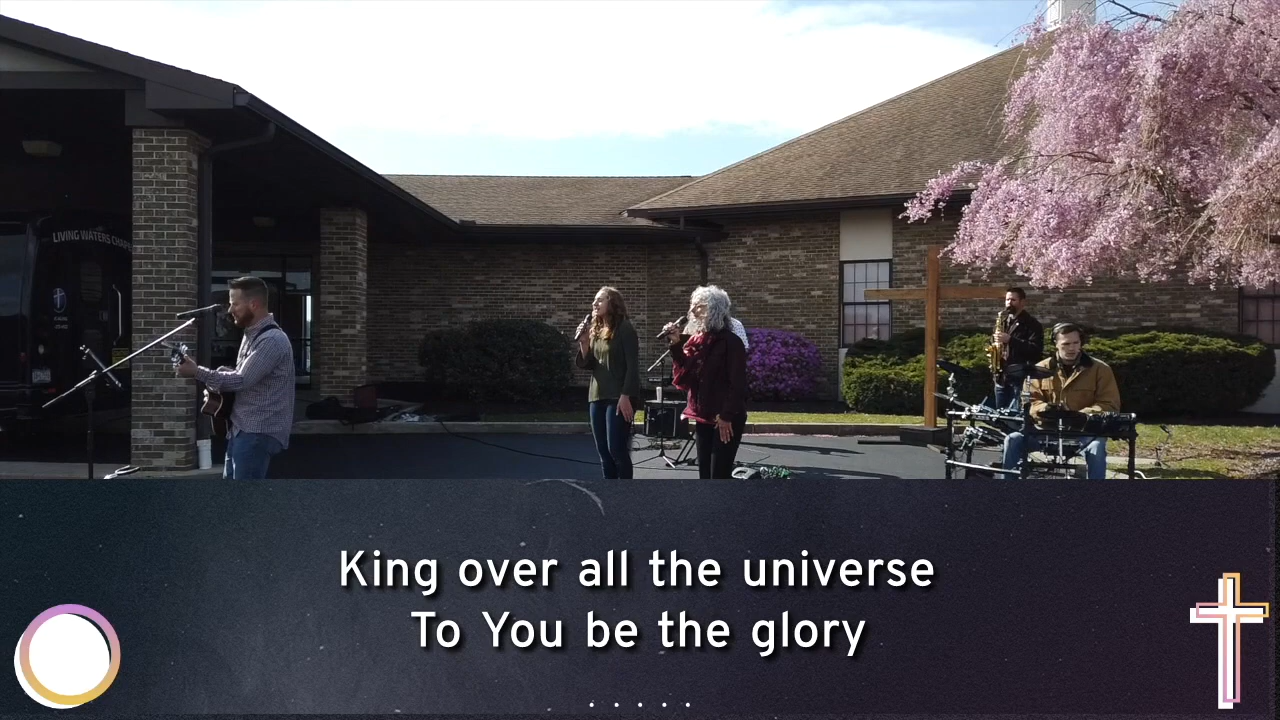 LIVING WATERS CHAPEL
King over all the universe
To You be the glory